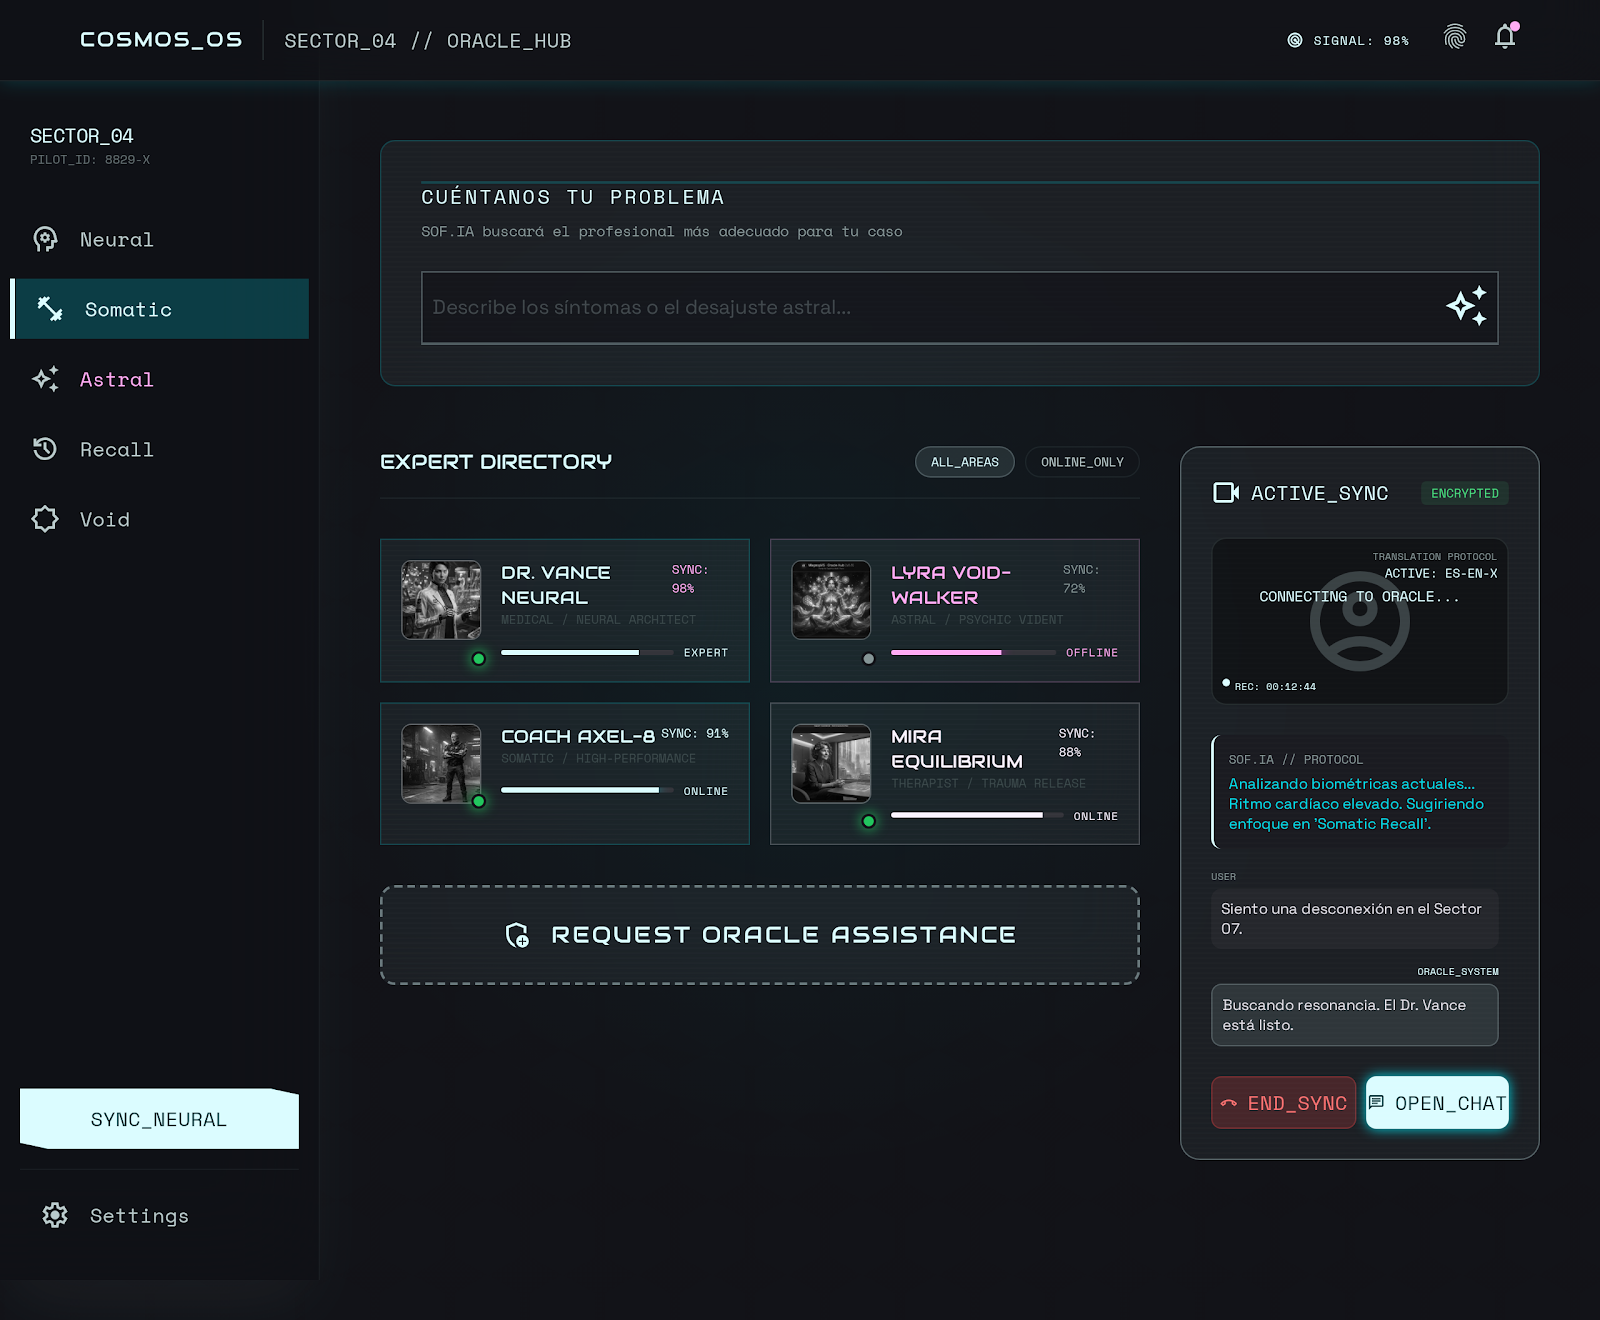 COSMOS_OS
SECTOR_04 // ORACLE_HUB
SIGNAL: 98%
SECTOR_04
PILOT_ID: 8829-X
Neural
Somatic
Astral
Recall
Void
SYNC_NEURAL
Settings
CUÉNTANOS TU PROBLEMA
SOF.IA buscará el profesional más adecuado para tu caso
Describe los síntomas o el desajuste astral...
EXPERT DIRECTORY
ALL_AREAS
ONLINE_ONLY
DR. VANCE
NEURAL
SYNC:
98%
MEDICAL / NEURAL ARCHITECT
EXPERT
LYRA VOID-
WALKER
SYNC:
72%
ASTRAL / PSYCHIC VIDENT
OFFLINE
COACH AXEL-8
SYNC: 91%
SOMATIC / HIGH-PERFORMANCE
ONLINE
MIRA
EQUILIBRIUM
SYNC:
88%
THERAPIST / TRAUMA RELEASE
ONLINE
REQUEST ORACLE ASSISTANCE
ACTIVE_SYNC
ENCRYPTED
TRANSLATION PROTOCOL
ACTIVE: ES-EN-X
CONNECTING TO ORACLE...
REC: 00:12:44
SOF.IA // PROTOCOL
Analizando biométricas actuales...
Ritmo cardíaco elevado. Sugiriendo
enfoque en 'Somatic Recall'.
USER
Siento una desconexión en el Sector
07.
ORACLE_SYSTEM
Buscando resonancia. El Dr. Vance
está listo.
END_SYNC
OPEN_CHAT